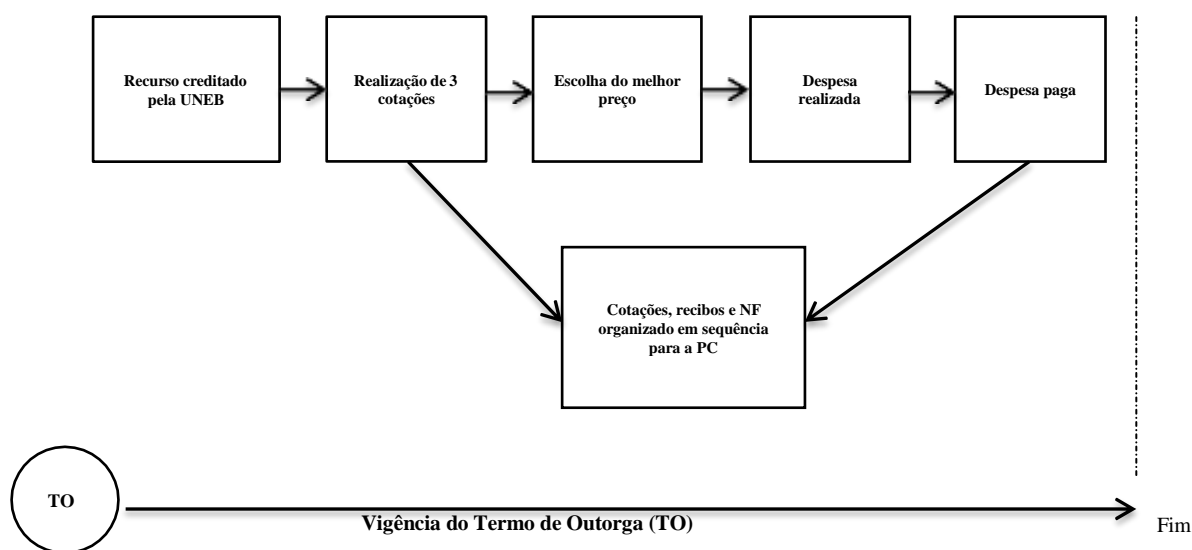 Recurso creditado
pela UNEB
Realização de 3
cotações
Escolha do melhor
preço
Despesa
realizada
Despesa paga
Cotações, recibos e NF
organizado em sequência
para a PC
TO
Vigência do Termo de Outorga (TO)
Fim